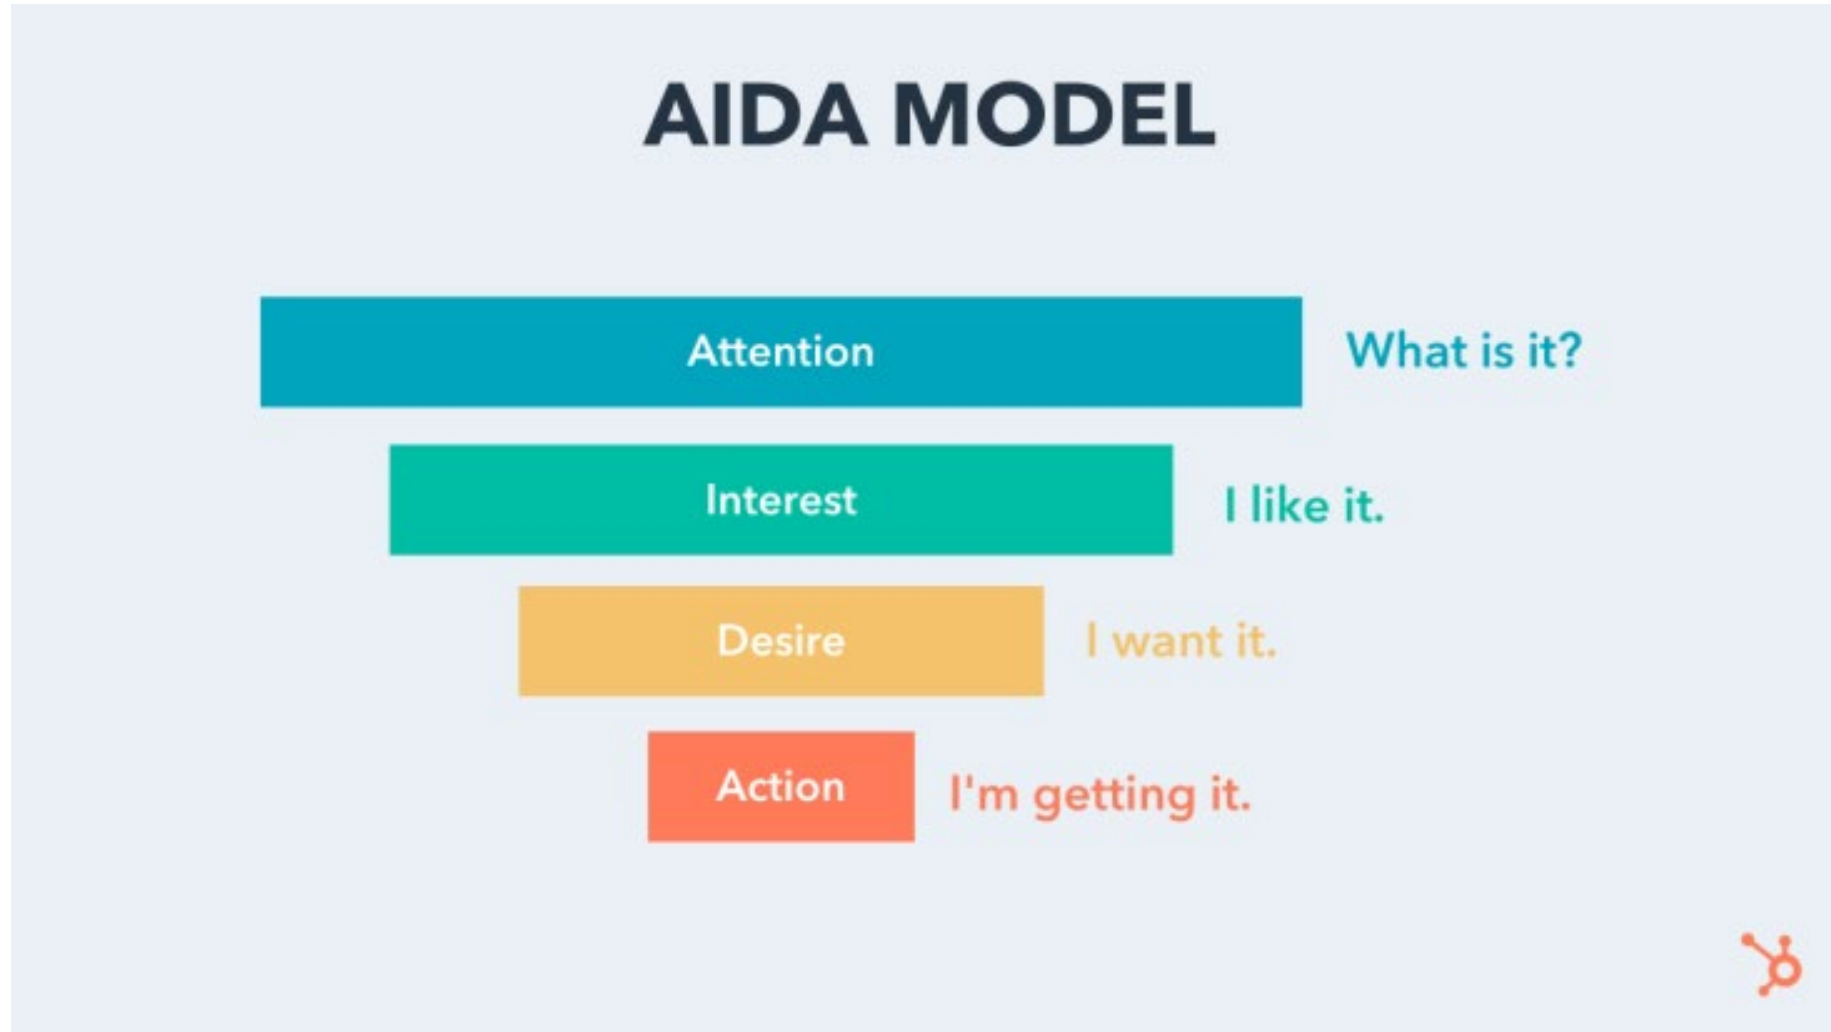 AIDA MODEL
Attention
What is it?
Interest
I like it.
Desire
I want it.
Action
I'm getting it.